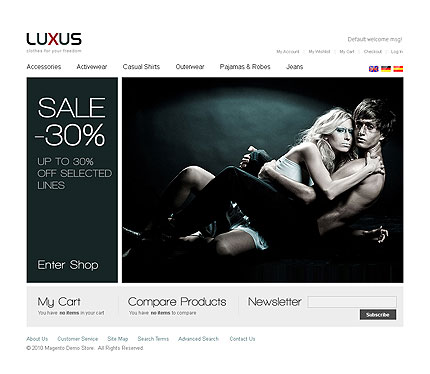 LUXUS
clothes for your freedom
Default welcome msg!
My Account My Wishlist My Cart Checkout Log In
Accessories Activewear Casual Shirts Outerwear Pajamas & Robes Jeans
SALE
-30%
UP TO 30%
OFF SELECTED
LINES
Enter Shop
My Cart
You have no items in your cart
Compare Products
You have no items to compare.
Newsletter
Subscribe
About Us Customer Service Site Map Search Terms Advanced Search Contact Us
© 2010 Magento Demo Store. All Rights Reserved.